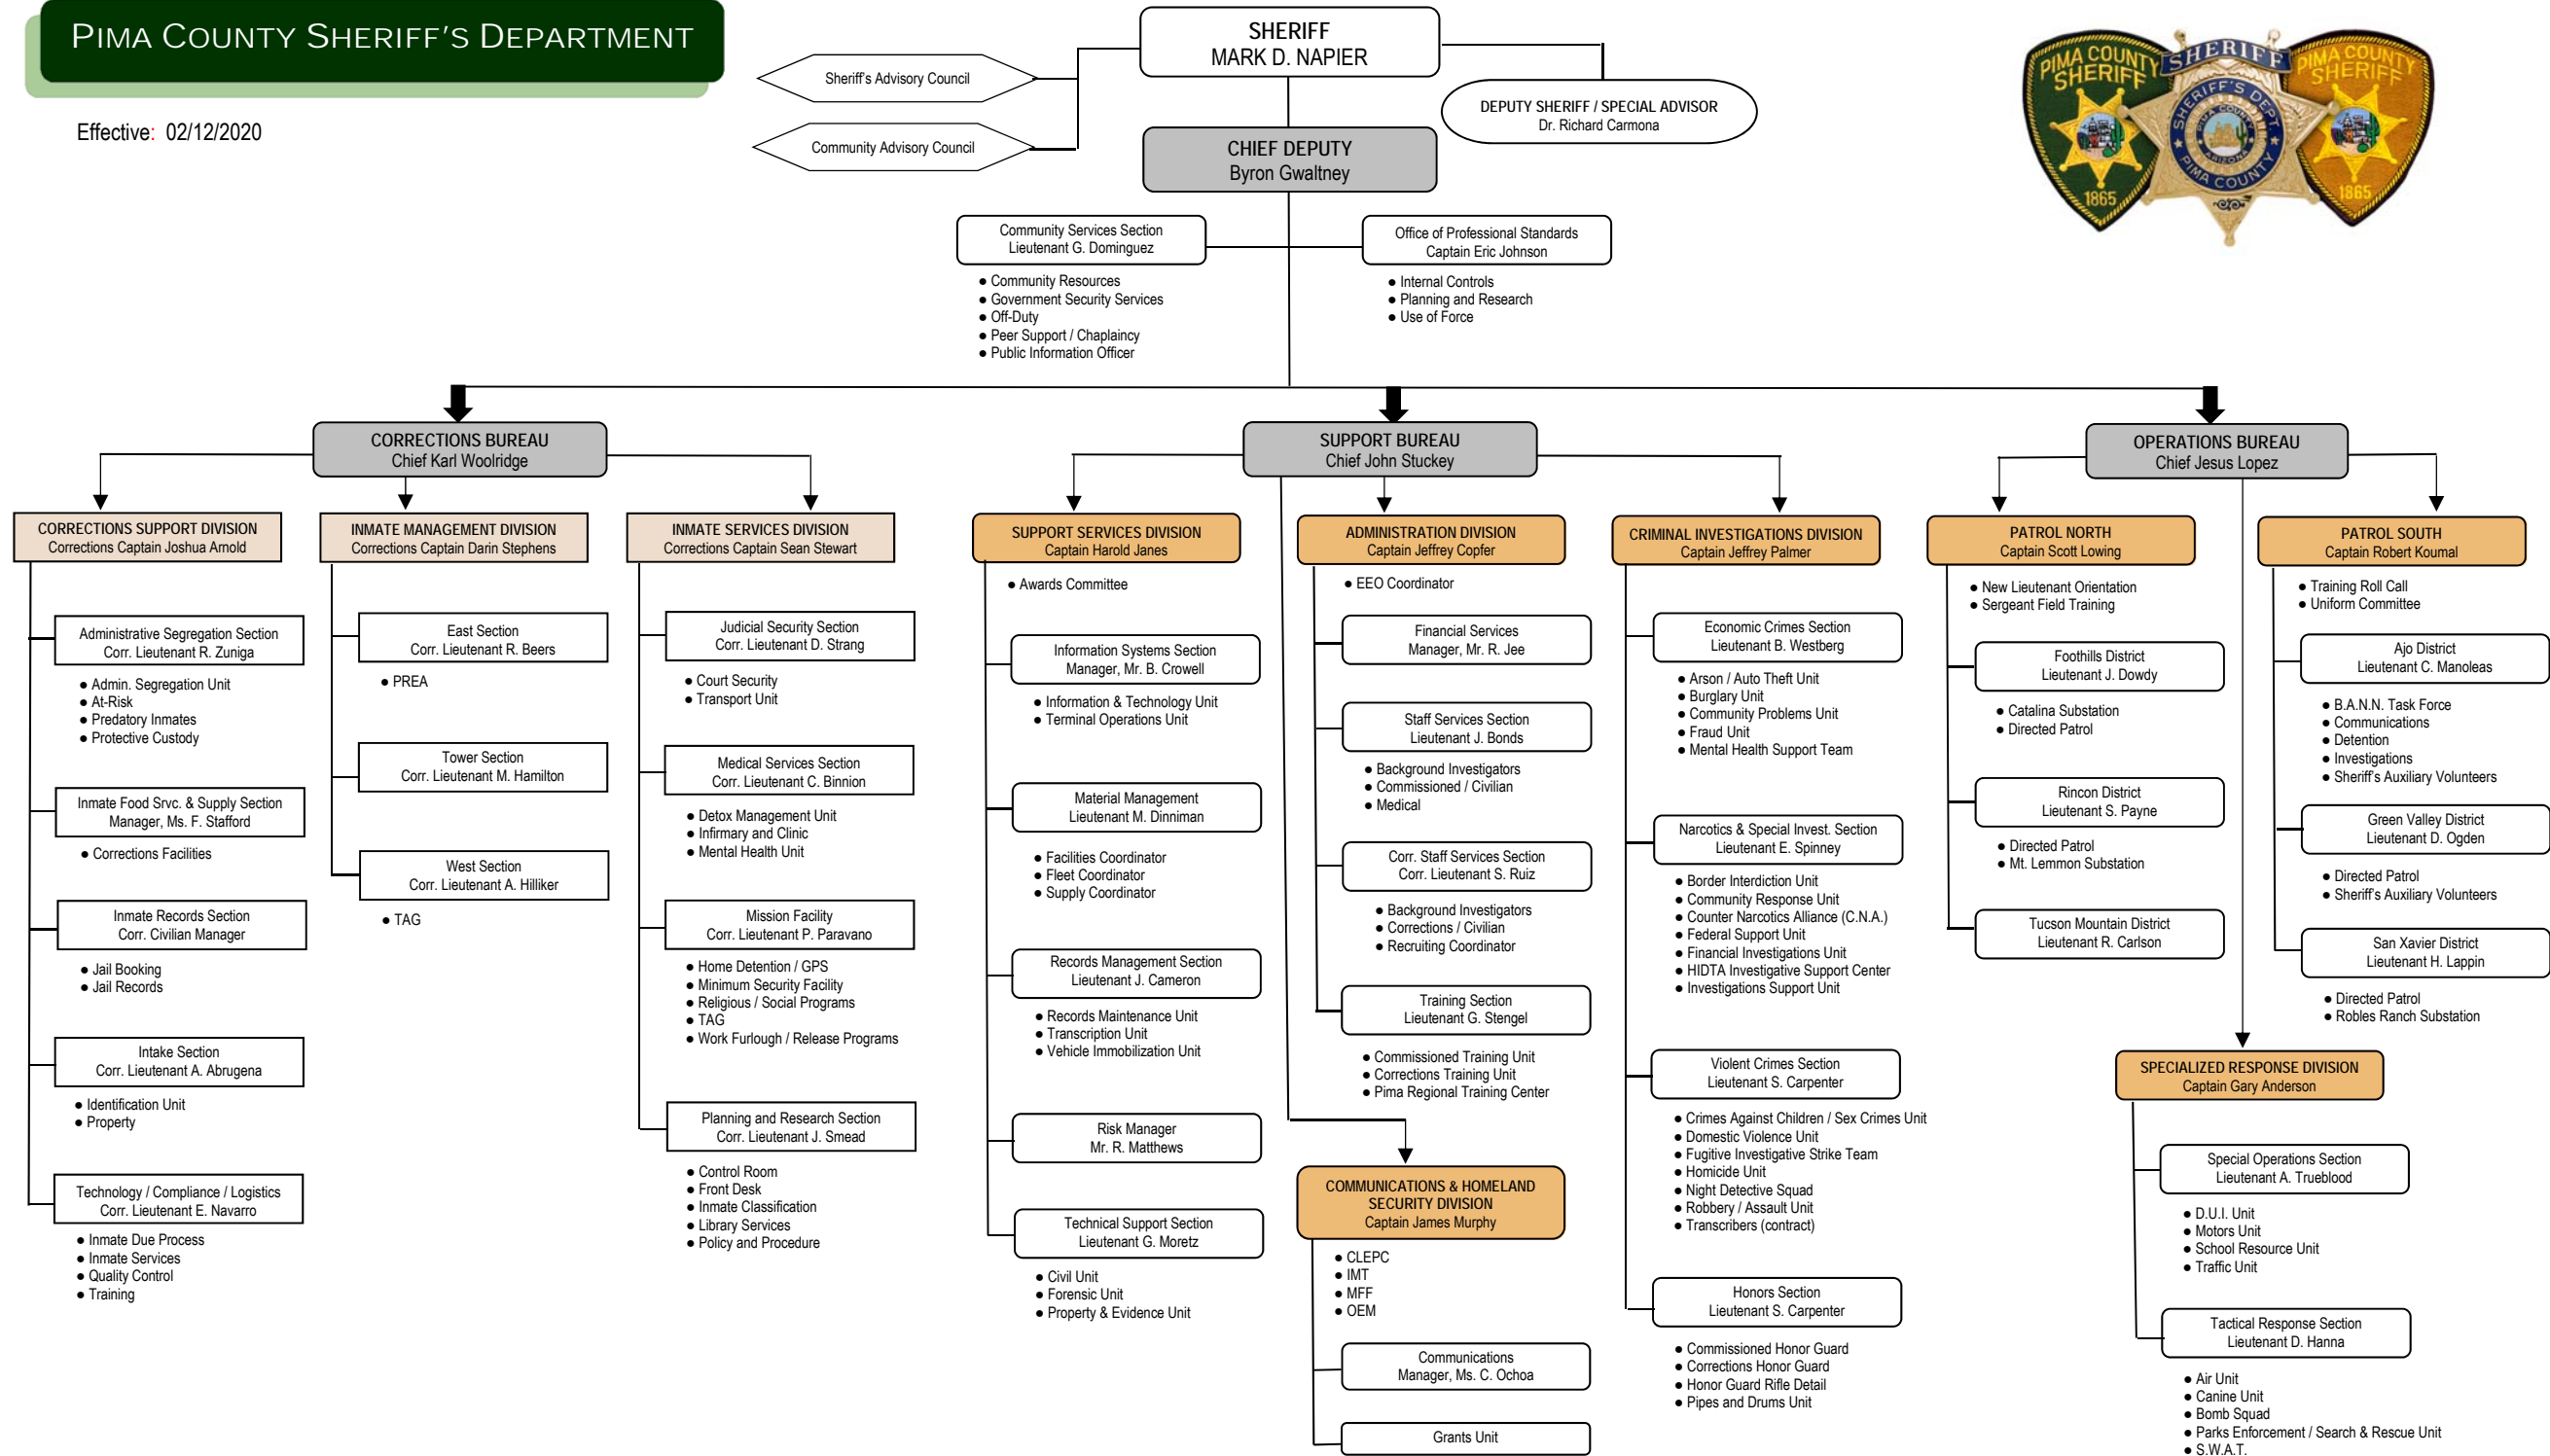 PIMA COUNTY SHERIFF'S DEPARTMENT
Effective: 02/12/2020
SHERIFF
MARK D. NAPIER
Sheriff's Advisory Council
Community Advisory Council
DEPUTY SHERIFF / SPECIAL ADVISOR
Dr. Richard Carmona
CHIEF DEPUTY
Byron Gwaltney
PIMA COUNTY
SHERIFF
1865
SHERIFF
SHERIFF'S DEPT.
PIMA COUNTY
ARIZONA
PIMA COUNTY
PIMA COUNTY
SHERIFF
1865
Community Services Section
Lieutenant G. Dominguez
● Community Resources
● Government Security Services
● Off-Duty
● Peer Support / Chaplaincy
● Public Information Officer
Office of Professional Standards
Captain Eric Johnson
● Internal Controls
● Planning and Research
● Use of Force
CORRECTIONS BUREAU
Chief Karl Woolridge
SUPPORT BUREAU
Chief John Stuckey
OPERATIONS BUREAU
Chief Jesus Lopez
CORRECTIONS SUPPORT DIVISION
Corrections Captain Joshua Arnold
Administrative Segregation Section
Corr. Lieutenant R. Zuniga
● Admin. Segregation Unit
● At-Risk
● Predatory Inmates
● Protective Custody
Inmate Food Srvc. & Supply Section
Manager, Ms. F. Stafford
● Corrections Facilities
Inmate Records Section
Corr. Civilian Manager
● Jail Booking
● Jail Records
Intake Section
Corr. Lieutenant A. Abrugena
● Identification Unit
● Property
Technology / Compliance / Logistics
Corr. Lieutenant E. Navarro
● Inmate Due Process
● Inmate Services
● Quality Control
● Training
INMATE MANAGEMENT DIVISION
Corrections Captain Darin Stephens
East Section
Corr. Lieutenant R. Beers
● PREA
Tower Section
Corr. Lieutenant M. Hamilton
West Section
Corr. Lieutenant A. Hilliker
● TAG
INMATE SERVICES DIVISION
Corrections Captain Sean Stewart
Judicial Security Section
Corr. Lieutenant D. Strang
● Court Security
● Transport Unit
Medical Services Section
Corr. Lieutenant C. Binnion
● Detox Management Unit
● Infirmary and Clinic
● Mental Health Unit
Mission Facility
Corr. Lieutenant P. Paravano
● Home Detention / GPS
● Minimum Security Facility
● Religious / Social Programs
● TAG
● Work Furlough / Release Programs
Planning and Research Section
Corr. Lieutenant J. Smead
● Control Room
● Front Desk
● Inmate Classification
● Library Services
● Policy and Procedure
SUPPORT SERVICES DIVISION
Captain Harold Janes
● Awards Committee
Information Systems Section
Manager, Mr. B. Crowell
● Information & Technology Unit
● Terminal Operations Unit
Material Management
Lieutenant M. Dinniman
● Facilities Coordinator
● Fleet Coordinator
● Supply Coordinator
Records Management Section
Lieutenant J. Cameron
● Records Maintenance Unit
● Transcription Unit
● Vehicle Immobilization Unit
Risk Manager
Mr. R. Matthews
Technical Support Section
Lieutenant G. Moretz
● Civil Unit
● Forensic Unit
● Property & Evidence Unit
ADMINISTRATION DIVISION
Captain Jeffrey Copfer
● EEO Coordinator
Financial Services
Manager, Mr. R. Jee
Staff Services Section
Lieutenant J. Bonds
● Background Investigators
● Commissioned / Civilian
● Medical
Corr. Staff Services Section
Corr. Lieutenant S. Ruiz
● Background Investigators
● Corrections / Civilian
● Recruiting Coordinator
Training Section
Lieutenant G. Stengel
● Commissioned Training Unit
● Corrections Training Unit
● Pima Regional Training Center
COMMUNICATIONS & HOMELAND
SECURITY DIVISION
Captain James Murphy
● CLEPC
● IMT
● MFF
● OEM
Communications
Manager, Ms. C. Ochoa
Grants Unit
CRIMINAL INVESTIGATIONS DIVISION
Captain Jeffrey Palmer
Economic Crimes Section
Lieutenant B. Westberg
● Arson / Auto Theft Unit
● Burglary Unit
● Community Problems Unit
● Fraud Unit
● Mental Health Support Team
Narcotics & Special Invest. Section
Lieutenant E. Spinney
● Border Interdiction Unit
● Community Response Unit
● Counter Narcotics Alliance (C.N.A.)
● Federal Support Unit
● Financial Investigations Unit
● HIDTA Investigative Support Center
● Investigations Support Unit
Violent Crimes Section
Lieutenant S. Carpenter
● Crimes Against Children / Sex Crimes Unit
● Domestic Violence Unit
● Fugitive Investigative Strike Team
● Homicide Unit
● Night Detective Squad
● Robbery / Assault Unit
● Transcribers (contract)
Honors Section
Lieutenant S. Carpenter
● Commissioned Honor Guard
● Corrections Honor Guard
● Honor Guard Rifle Detail
● Pipes and Drums Unit
PATROL NORTH
Captain Scott Lowing
● New Lieutenant Orientation
● Sergeant Field Training
Foothills District
Lieutenant J. Dowdy
● Catalina Substation
● Directed Patrol
Rincon District
Lieutenant S. Payne
● Directed Patrol
● Mt. Lemmon Substation
Tucson Mountain District
Lieutenant R. Carlson
PATROL SOUTH
Captain Robert Koumal
● Training Roll Call
● Uniform Committee
Ajo District
Lieutenant C. Manoleas
● B.A.N.N. Task Force
● Communications
● Detention
● Investigations
● Sheriff's Auxiliary Volunteers
Green Valley District
Lieutenant D. Ogden
● Directed Patrol
● Sheriff's Auxiliary Volunteers
San Xavier District
Lieutenant H. Lappin
● Directed Patrol
● Robles Ranch Substation
SPECIALIZED RESPONSE DIVISION
Captain Gary Anderson
Special Operations Section
Lieutenant A. Trueblood
● D.U.I. Unit
● Motors Unit
● School Resource Unit
● Traffic Unit
Tactical Response Section
Lieutenant D. Hanna
● Air Unit
● Canine Unit
● Bomb Squad
● Parks Enforcement / Search & Rescue Unit
● S.W.A.T.